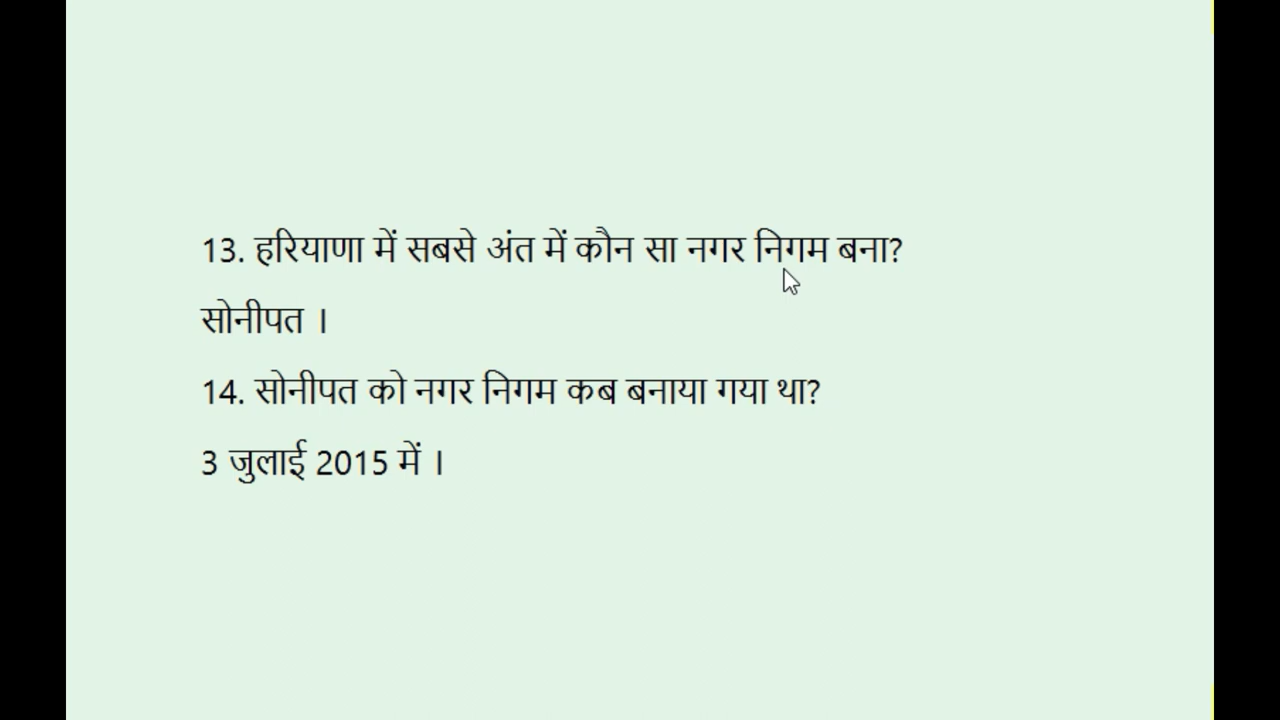 13. हरियाणा में सबसे अंत में कौन सा नगर निगम बना?
सोनीपत ।
14. सोनीपत को नगर निगम कब बनाया गया था?
3 जुलाई 2015 में ।